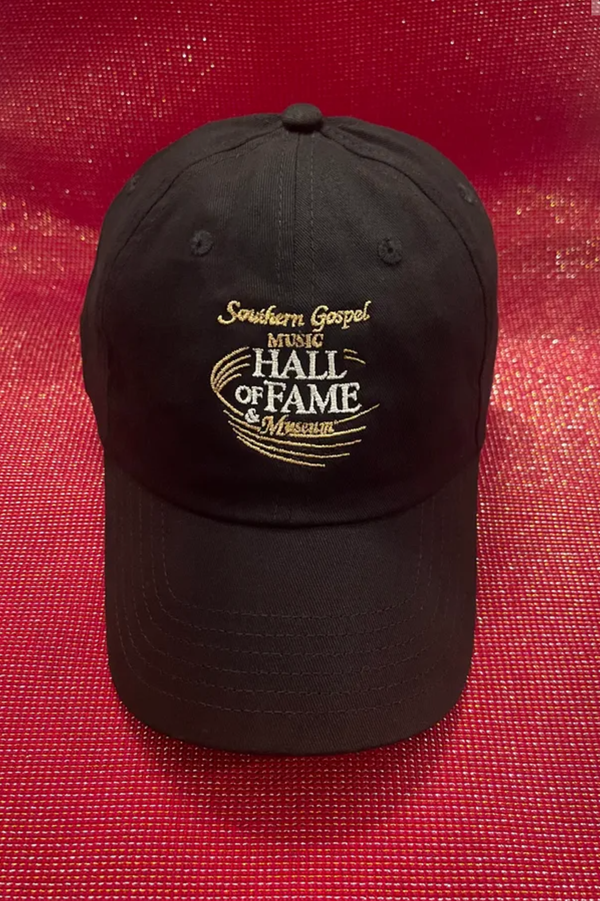 Southern Gospel
MUSIC
HALL
OF FAME
& Museum